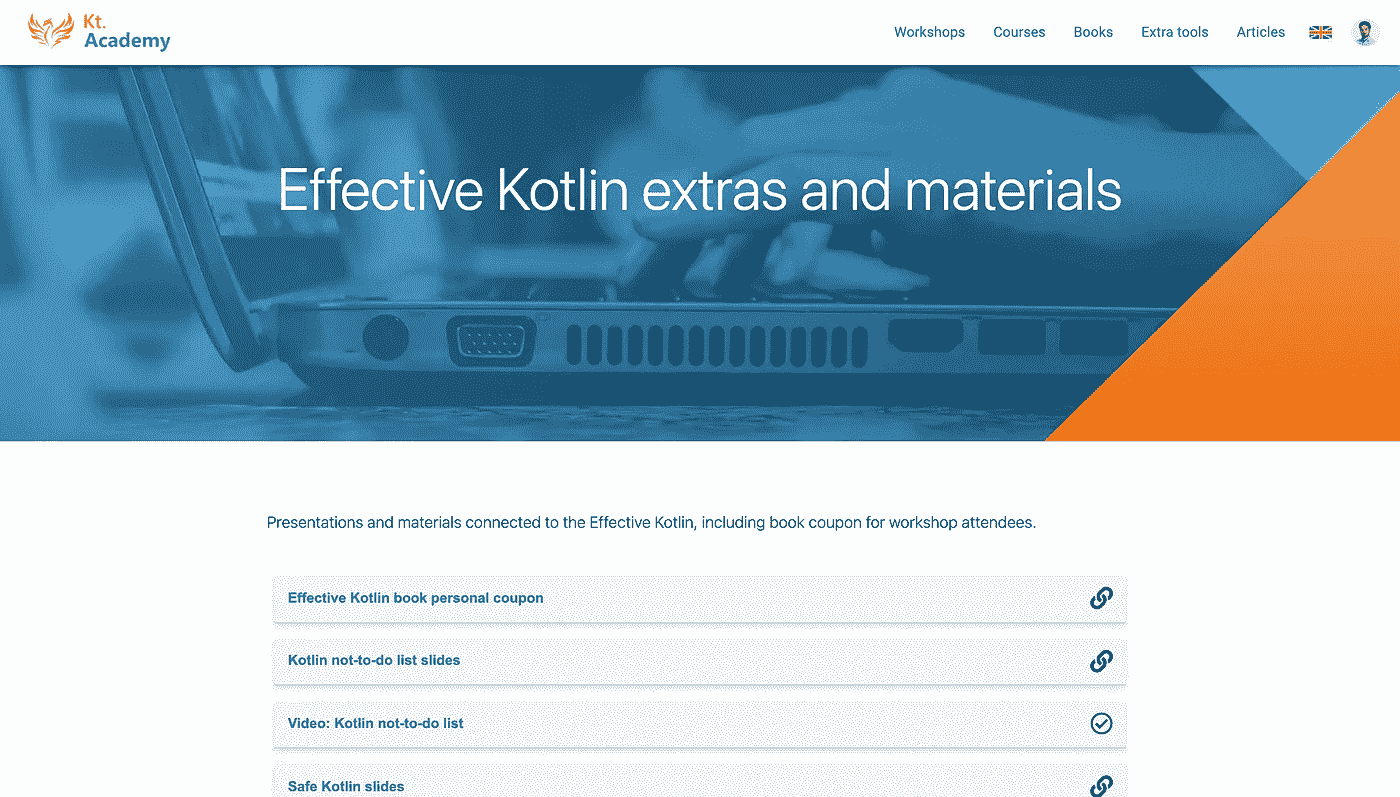 Kt.
Academy
Workshops
Courses
Books
Extra tools
Articles
Effective Kotlin extras and materials
Presentations and materials connected to the Effective Kotlin, including book coupon for workshop attendees.
Effective Kotlin book personal coupon
Kotlin not-to-do list slides
Video: Kotlin not-to-do list
Safe Kotlin slides